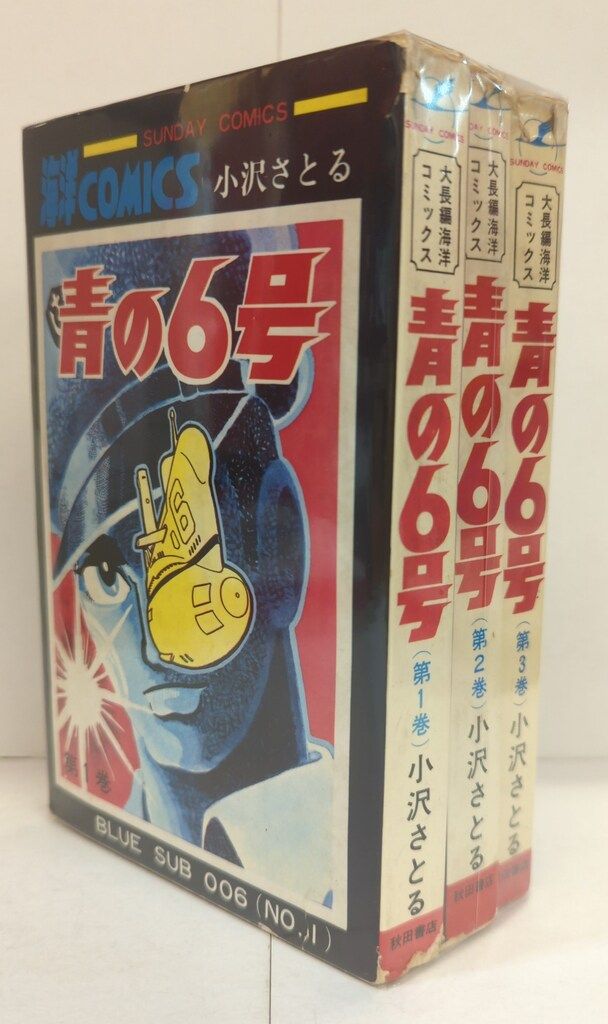 SUNDAY COMICS
海洋COMICS 小沢さとる
青の6号
6
第1巻
BLUE SUB 006 (NO.1)
SUNDAY COMICS
大長編海洋
コミックス
青の6号
(第1巻)
小沢さとる
秋田書店
DAY COMICS
大長編海洋
コミックス
青の6号
(第2巻)
小沢さとる
秋田書店
SUNDAY COMICS
大長編海洋
コミックス
青の6号
(第3巻)
小沢さとる